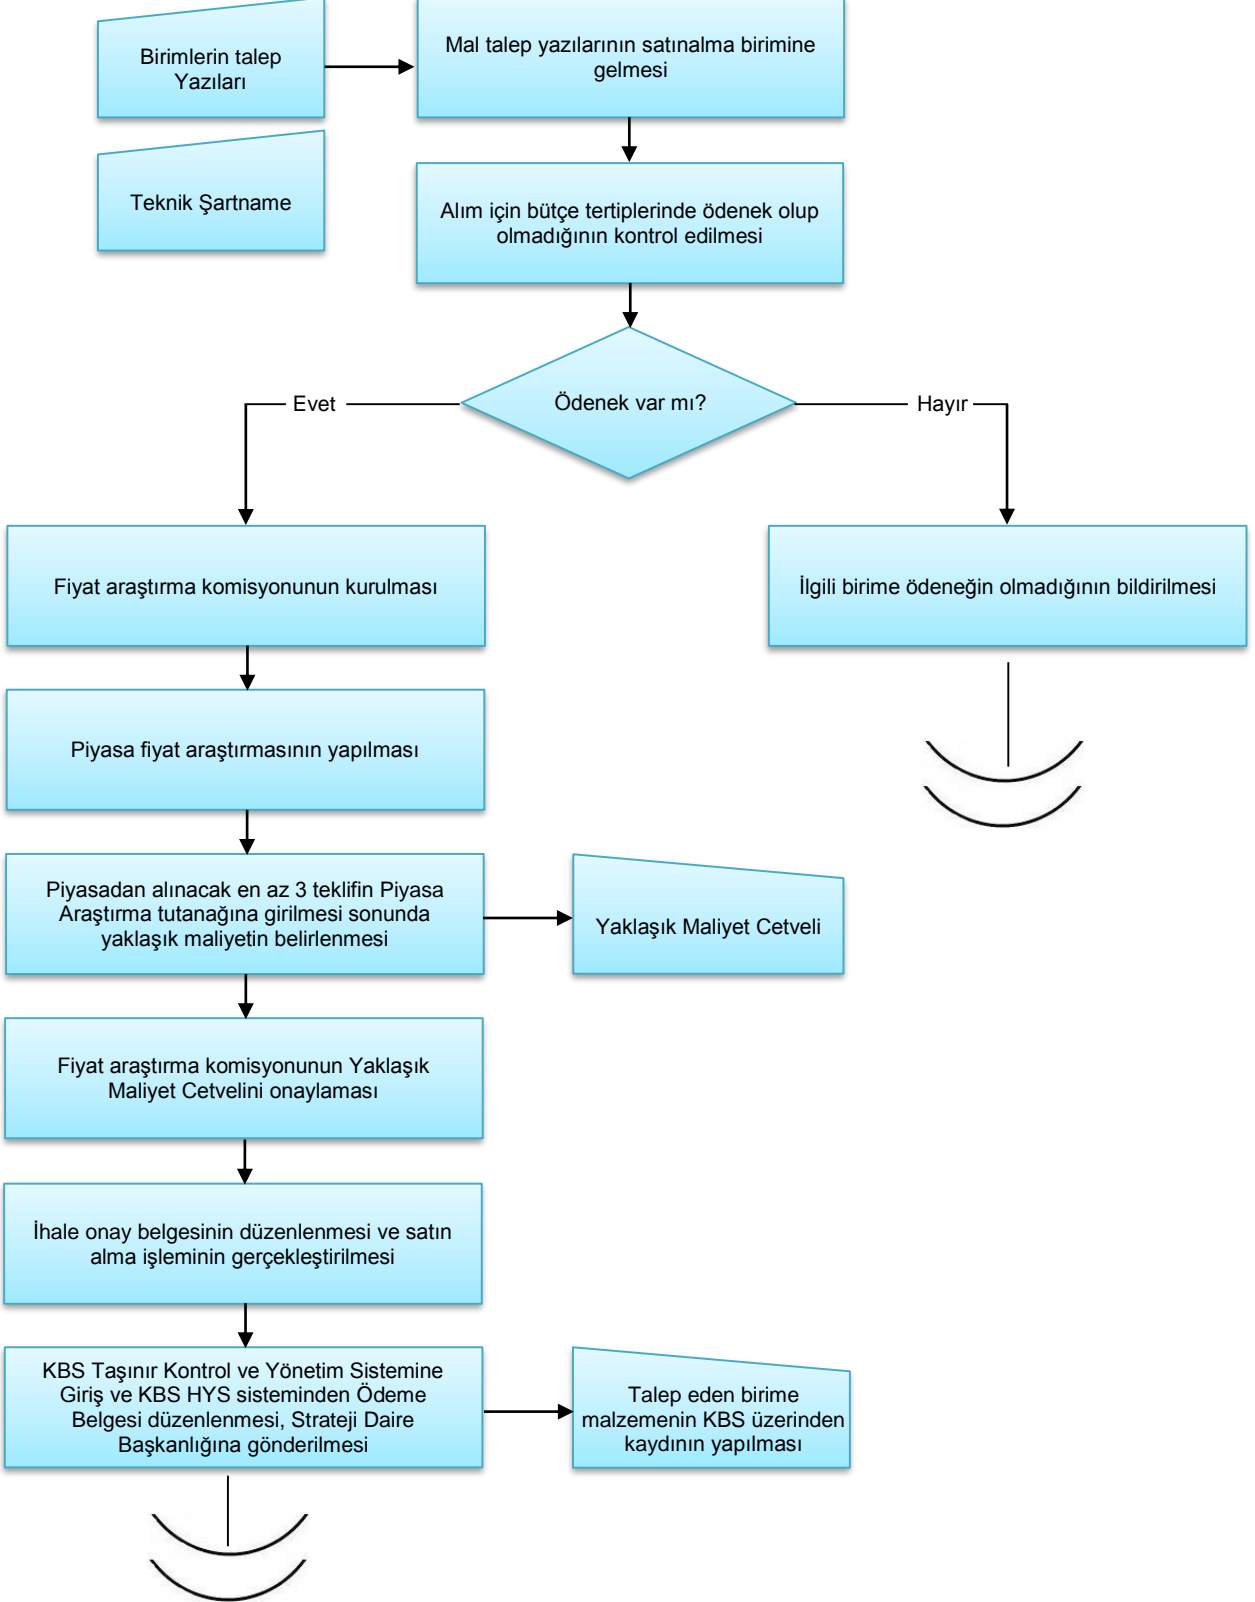 Birimlerin talep
Yazıları
Mal talep yazılarının satınalma birimine
gelmesi
Teknik Şartname
Alım için bütçe tertiplerinde ödenek olup
olmadığının kontrol edilmesi
Ödenek var mı?
Evet
Hayır
Fiyat araştırma komisyonunun kurulması
İlgili birime ödeneğin olmadığının bildirilmesi
Piyasa fiyat araştırmasının yapılması
Piyasadan alınacak en az 3 teklifin Piyasa
Araştırma tutanağına girilmesi sonunda
yaklaşık maliyetin belirlenmesi
Yaklaşık Maliyet Cetveli
Fiyat araştırma komisyonunun Yaklaşık
Maliyet Cetvelini onaylaması
İhale onay belgesinin düzenlenmesi ve satın
alma işleminin gerçekleştirilmesi
KBS Taşınır Kontrol ve Yönetim Sistemine
Giriş ve KBS HYS sisteminden Ödeme
Belgesi düzenlenmesi, Strateji Daire
Başkanlığına gönderilmesi
Talep eden birime
malzemenin KBS üzerinden
kaydının yapılması